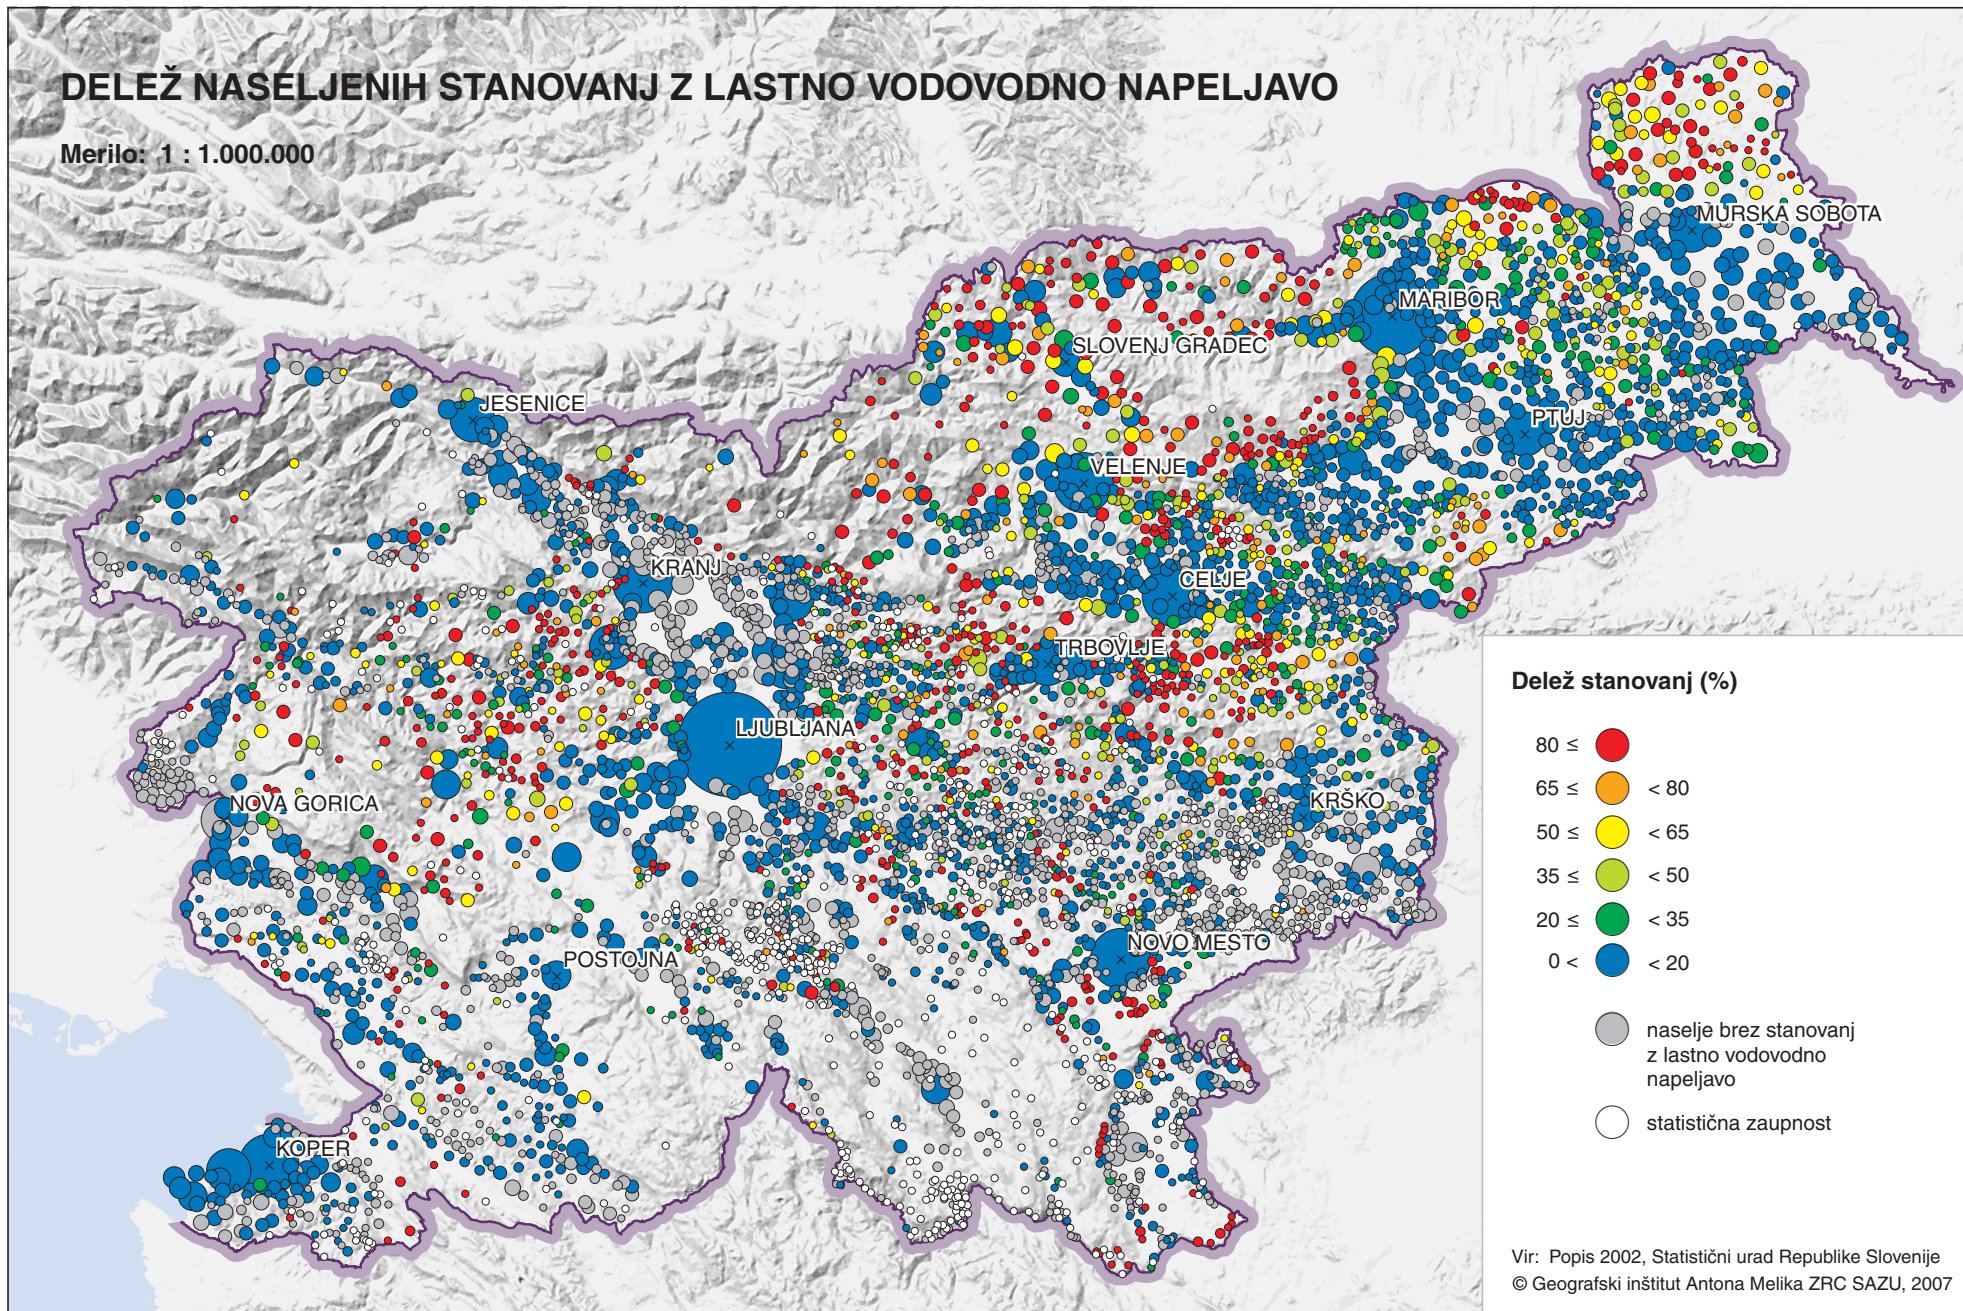 DELEŽ NASELJENIH STANOVANJ Z LASTNO VODOVODNO NAPELJAVO
Merilo: 1 : 1.000.000
MURSKA SOBOTA
MARIBOR
SLOVENJ GRADEC
JESENICE
PTUJ
VELENJE
KRANJ
CELJE
TRBOVLJE
LJUBLJANA
NOVA GORICA
KRŠKO
NOVO MESTO
POSTOJNA
KOPER
Delež stanovanj (%)
80 ≤
65 ≤ < 80
50 ≤ < 65
35 ≤ < 50
20 ≤ < 35
0 < < 20
naselje brez stanovanj
z lastno vodovodno
napeljavo
statistična zaupnost
Vir: Popis 2002, Statistični urad Republike Slovenije
© Geografski inštitut Antona Melika ZRC SAZU, 2007